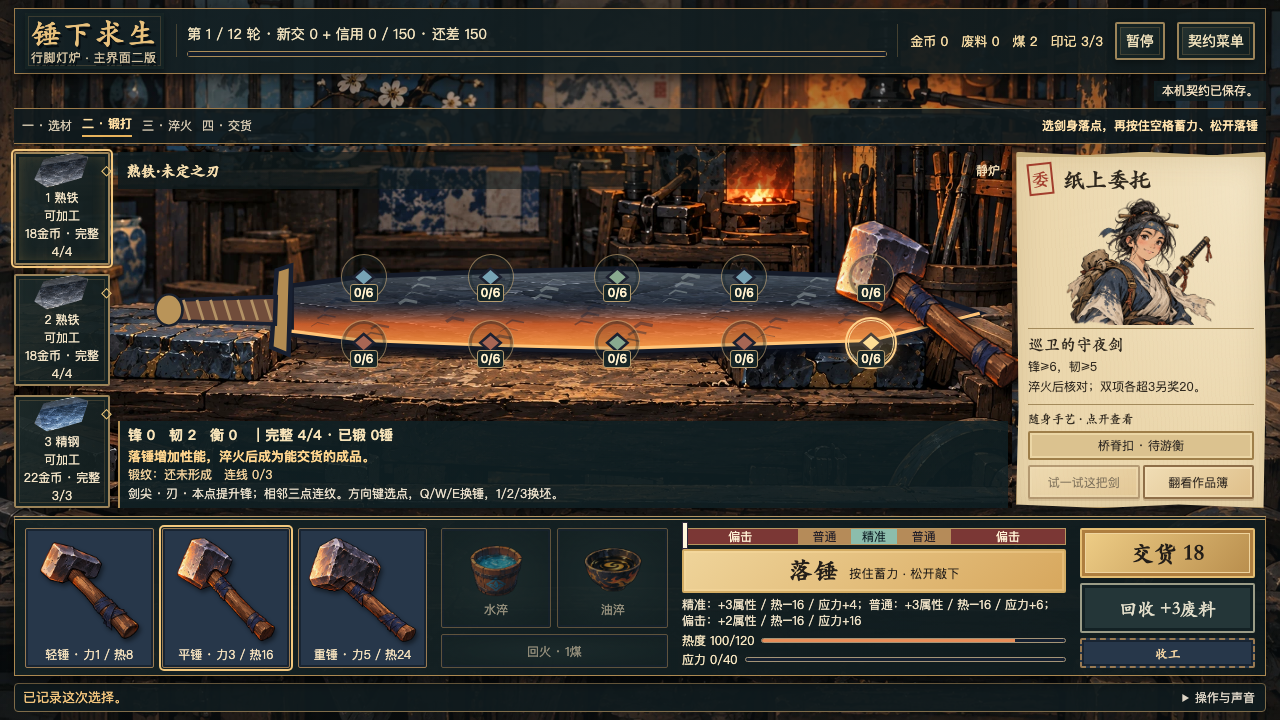 锤下求生
行脚灯炉·主界面二版
第 1 / 12 轮 · 新交 0 + 信用 0 / 150 · 还差 150
金币 0 废料 0 煤 2 印记 3/3
暂停
契约菜单
本机契约已保存。
一·选材 二·锻打 三·淬火 四·交货
选剑身落点，再按住空格蓄力、松开落锤
1 熟铁
可加工
18金币·完整
4/4
2 熟铁
可加工
18金币·完整
4/4
3 精钢
可加工
22金币·完整
3/3
熟铁·未定之刃
静炉
0/6 0/6 0/6 0/6 0/6
0/6 0/6 0/6 0/6 0/6
锋 0 韧 2 衡 0 ｜完整 4/4 · 已锻 0锤
落锤增加性能，淬火后成为能交货的成品。
锻纹：还未形成 连线 0/3
剑尖 · 刃 · 本点提升锋；相邻三点连纹。方向键选点，Q/W/E换锤，1/2/3换坯。
委
纸上委托
巡卫的守夜剑
锋≥6，韧≥5
淬火后核对；双项各超3另奖20。
随身手艺·点开查看
桥脊扣 · 待游衡
试一试这把剑
翻看作品簿
轻锤 · 力1 / 热8
平锤 · 力3 / 热16
重锤 · 力5 / 热24
水淬
油淬
回火 · 1煤
偏击 普通 精准 普通 偏击
落锤 按住蓄力 · 松开敲下
精准：+3属性 / 热−16 / 应力+4；普通：+3属性 / 热−16 / 应力+6；
偏击：+2属性 / 热−16 / 应力+16
热度 100/120
应力 0/40
交货 18
回收 +3废料
收工
已记录这次选择。
▶ 操作与声音